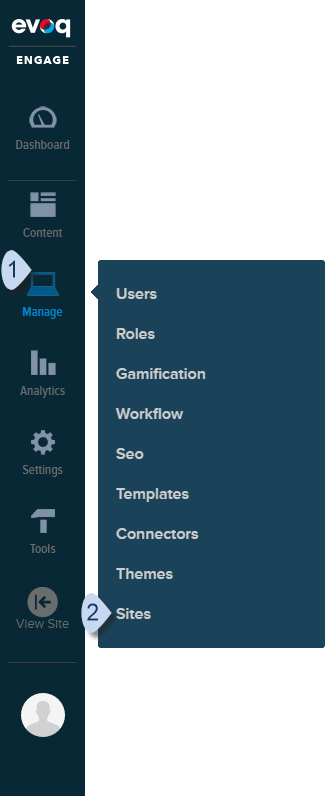 evoq
ENGAGE
Dashboard
Content
1
Manage
Analytics
Settings
Tools
View Site
Users
Roles
Gamification
Workflow
Seo
Templates
Connectors
Themes
2
Sites